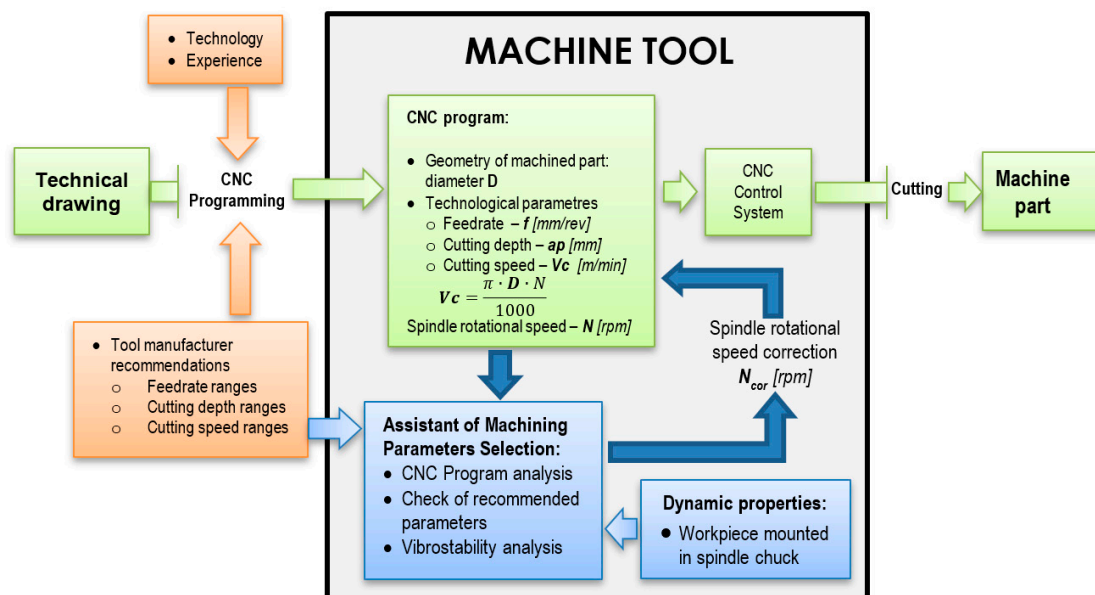 ● Technology
● Experience
MACHINE TOOL
Technical
drawing
CNC
Programming
CNC program:
● Geometry of machined part:
diameter D
● Technological parametres
o Feedrate – f [mm/rev]
o Cutting depth – ap [mm]
o Cutting speed – Vc [m/min]
Vc = π · D · N
1000
Spindle rotational speed – N [rpm]
CNC
Control
System
Cutting
Machine
part
● Tool manufacturer
recommendations
o Feedrate ranges
o Cutting depth ranges
o Cutting speed ranges
Spindle rotational
speed correction
Ncor [rpm]
Assistant of Machining
Parameters Selection:
● CNC Program analysis
● Check of recommended
parameters
● Vibrostability analysis
Dynamic properties:
● Workpiece mounted
in spindle chuck